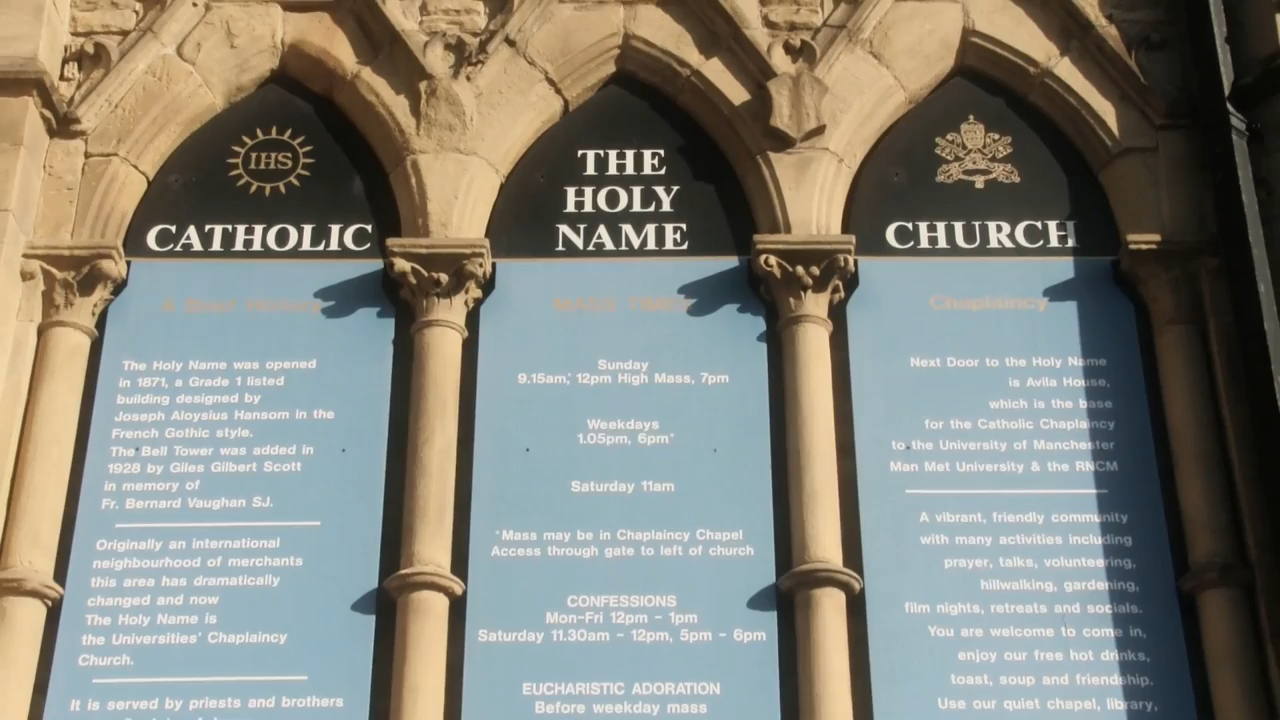 IHS
CATHOLIC
A Brief History
The Holy Name was opened
in 1871, a Grade 1 listed
building designed by
Joseph Aloysius Hansom in the
French Gothic style.
The Bell Tower was added in
1928 by Giles Gilbert Scott
in memory of
Fr. Bernard Vaughan SJ.
Originally an international
neighbourhood of merchants
this area has dramatically
changed and now
The Holy Name is
the Universities' Chaplaincy
Church.
It is served by priests and brothers
THE
HOLY
NAME
MASS TIMES
Sunday
9.15am,* 12pm High Mass, 7pm
Weekdays
1.05pm, 6pm*
Saturday 11am
*Mass may be in Chaplaincy Chapel
Access through gate to left of church
CONFESSIONS
Mon-Fri 12pm - 1pm
Saturday 11.30am - 12pm, 5pm - 6pm
EUCHARISTIC ADORATION
Before weekday mass
CHURCH
Chaplaincy
Next Door to the Holy Name
is Avila House,
which is the base
for the Catholic Chaplaincy
to the University of Manchester
Man Met University & the RNCM
A vibrant, friendly community
with many activities including
prayer, talks, volunteering,
hillwalking, gardening,
film nights, retreats and socials.
You are welcome to come in,
enjoy our free hot drinks,
toast, soup and friendship.
Use our quiet chapel, library,